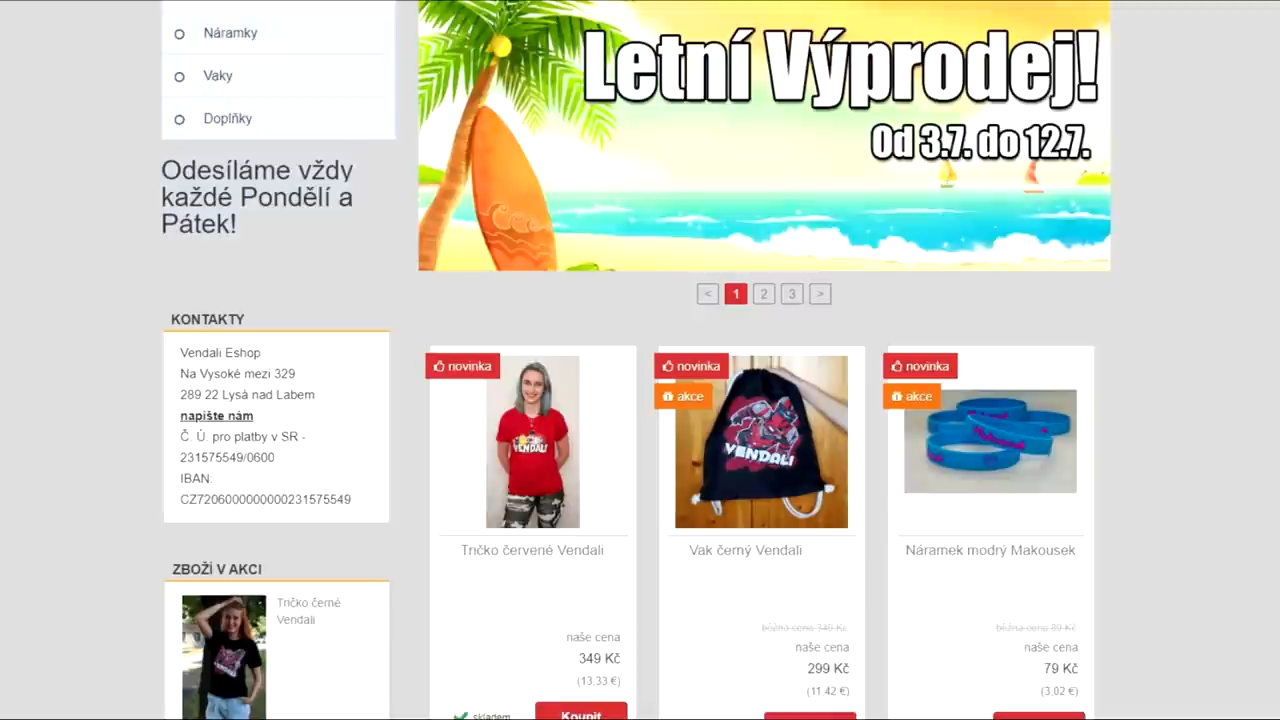 Náramky
Vaky
Doplňky
Odesíláme vždy
každé Pondělí a
Pátek!
KONTAKTY
Vendali Eshop
Na Vysoké mezi 329
289 22 Lysá nad Labem
napište nám
Č. Ú. pro platby v SR -
231575549/0600
IBAN:
CZ7206000000000231575549
ZBOŽÍ V AKCI
Tričko černé
Vendali
Letní Výprodej!
Od 3.7. do 12.7.
< 1 2 3 >
novinka
VENDALI
Tričko červené Vendali
naše cena
349 Kč
(13.33 €)
skladem
Koupit
novinka
akce
VENDALI
Vak černý Vendali
běžná cena 349 Kč
naše cena
299 Kč
(11.42 €)
novinka
akce
Náramek modrý Makousek
běžná cena 89 Kč
naše cena
79 Kč
(3.02 €)